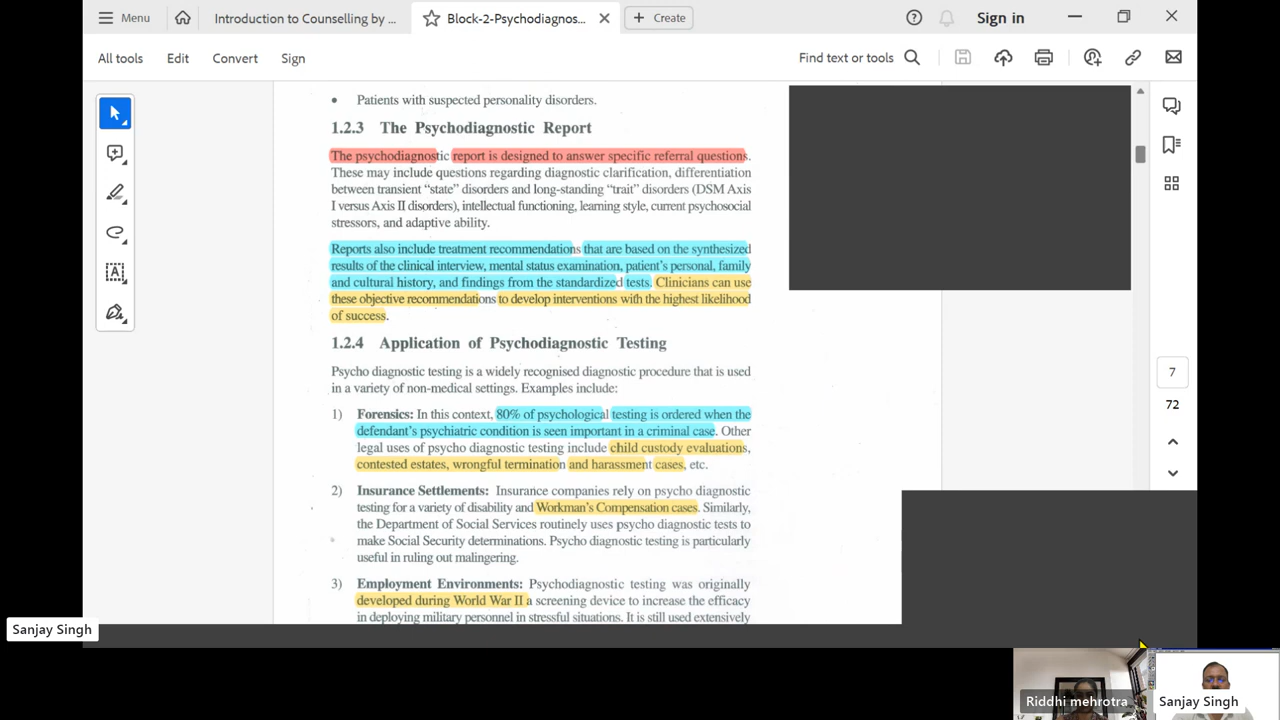 Menu
Introduction to Counselling by ...
Block-2-Psychodiagnos...
Create
Sign in
All tools
Edit
Convert
Sign
Find text or tools
• Patients with suspected personality disorders.
1.2.3 The Psychodiagnostic Report
The psychodiagnostic report is designed to answer specific referral questions.
These may include questions regarding diagnostic clarification, differentiation
between transient “state” disorders and long-standing “trait” disorders (DSM Axis
I versus Axis II disorders), intellectual functioning, learning style, current psychosocial
stressors, and adaptive ability.
Reports also include treatment recommendations that are based on the synthesized
results of the clinical interview, mental status examination, patient’s personal, family
and cultural history, and findings from the standardized tests. Clinicians can use
these objective recommendations to develop interventions with the highest likelihood
of success.
1.2.4 Application of Psychodiagnostic Testing
Psycho diagnostic testing is a widely recognised diagnostic procedure that is used
in a variety of non-medical settings. Examples include:
1) Forensics: In this context, 80% of psychological testing is ordered when the
defendant’s psychiatric condition is seen important in a criminal case. Other
legal uses of psycho diagnostic testing include child custody evaluations,
contested estates, wrongful termination and harassment cases, etc.
2) Insurance Settlements: Insurance companies rely on psycho diagnostic
testing for a variety of disability and Workman’s Compensation cases. Similarly,
the Department of Social Services routinely uses psycho diagnostic tests to
make Social Security determinations. Psycho diagnostic testing is particularly
useful in ruling out malingering.
3) Employment Environments: Psychodiagnostic testing was originally
developed during World War II a screening device to increase the efficacy
in deploying military personnel in stressful situations. It is still used extensively
7
72
Sanjay Singh
Riddhi mehrotra
Sanjay Singh